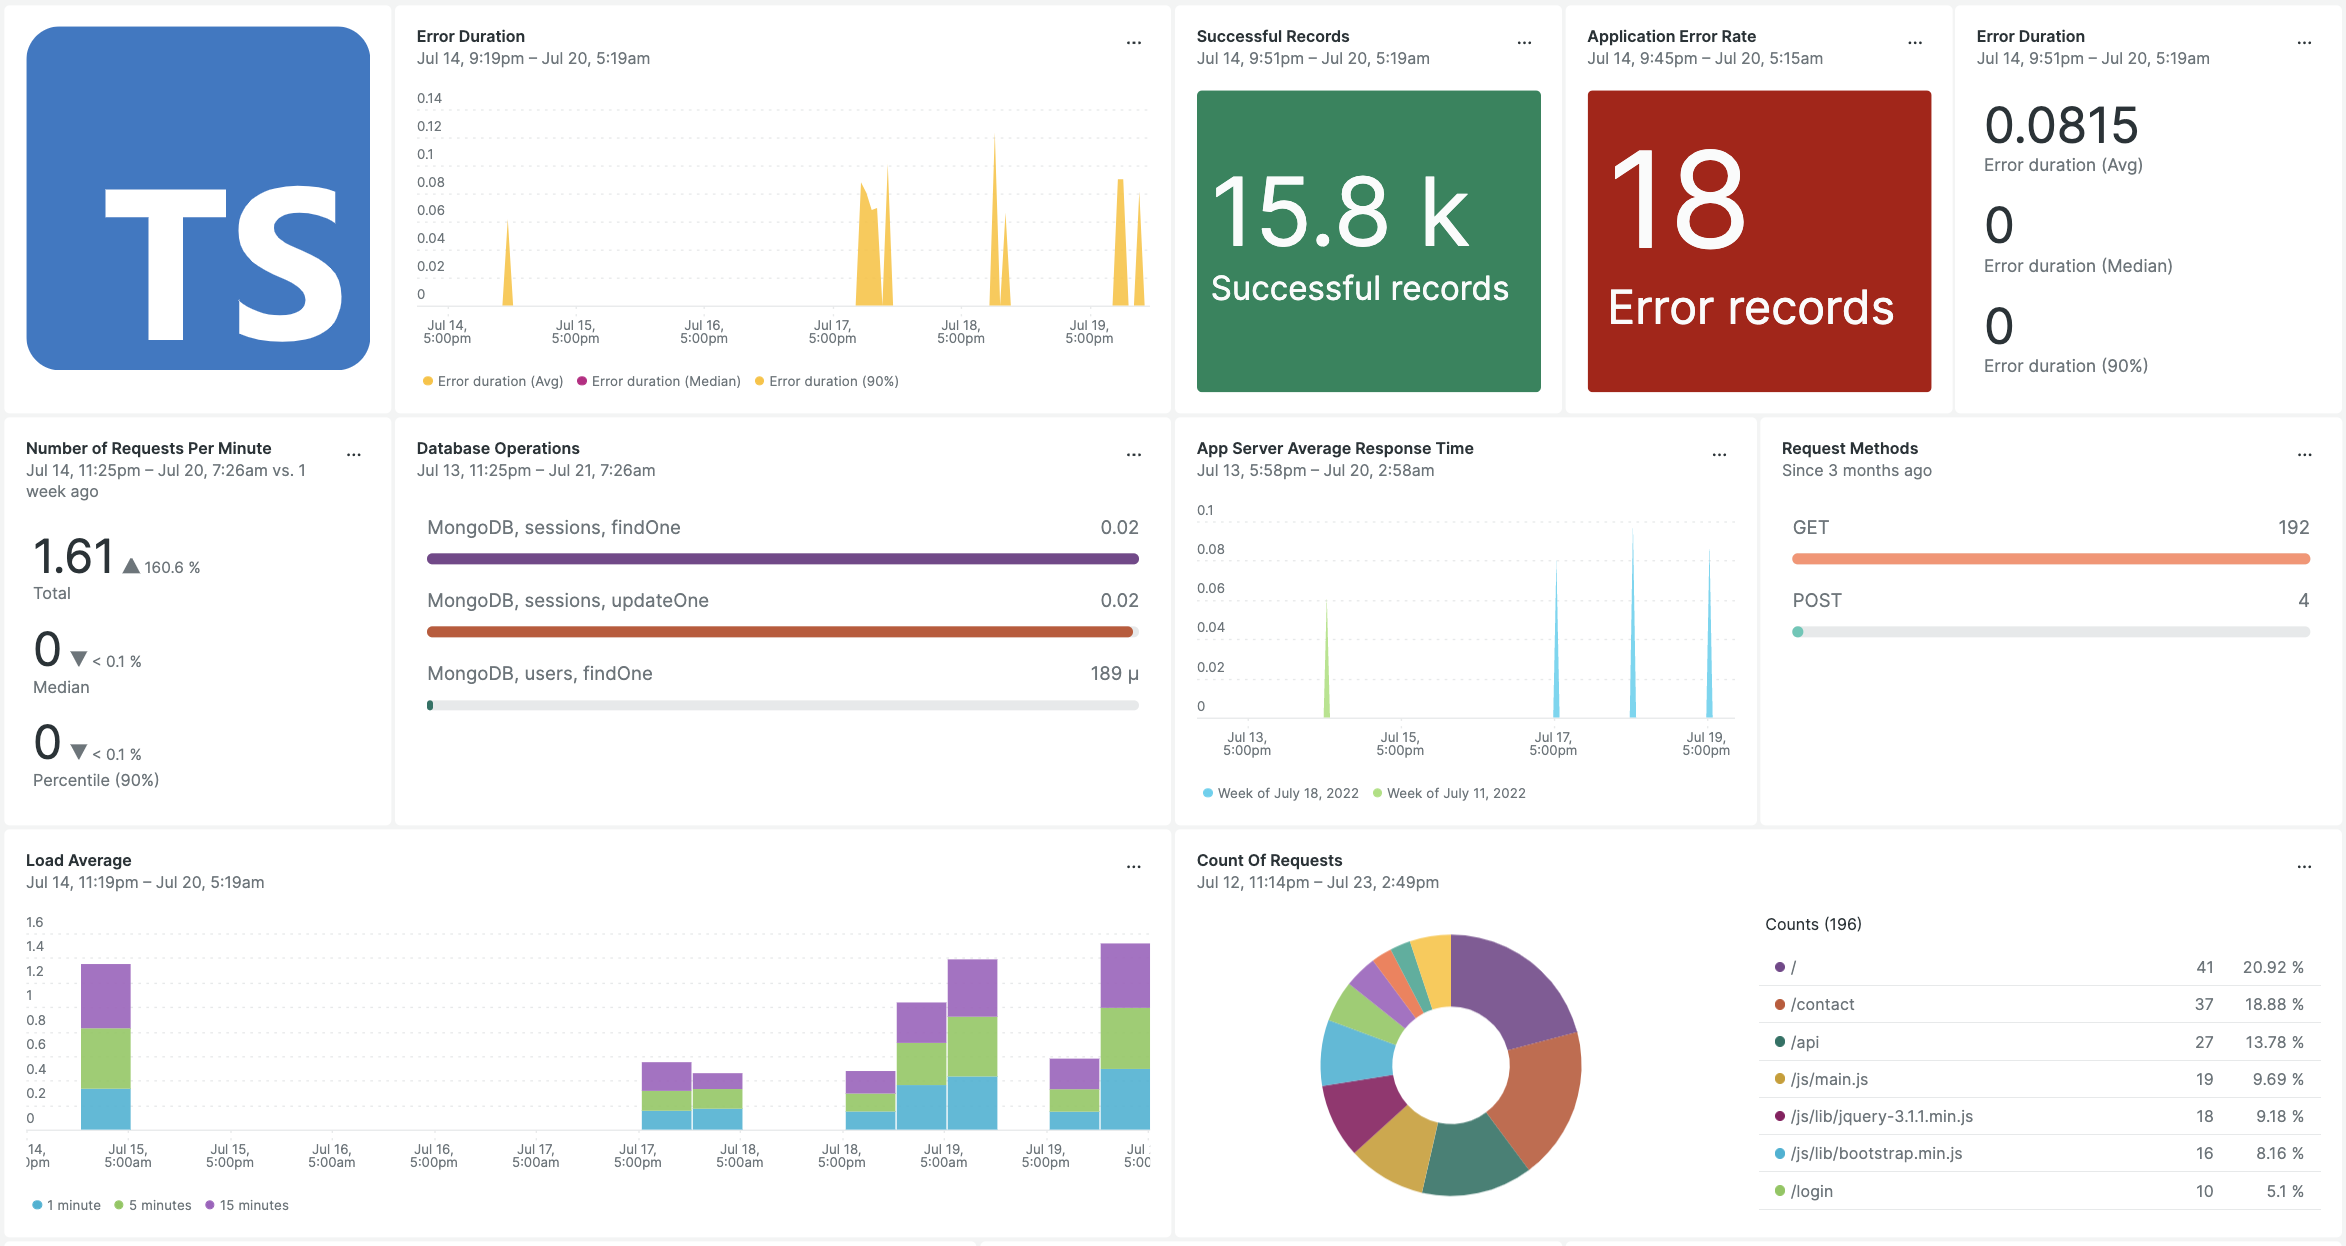 TS
Error Duration
Jul 14, 9:19pm – Jul 20, 5:19am
...
0.14
0.12
0.1
0.08
0.06
0.04
0.02
0
Jul 14,
5:00pm
Jul 15,
5:00pm
Jul 16,
5:00pm
Jul 17,
5:00pm
Jul 18,
5:00pm
Jul 19,
5:00pm
Error duration (Avg) Error duration (Median) Error duration (90%)
Successful Records
Jul 14, 9:51pm – Jul 20, 5:19am
...
15.8 k
Successful records
Application Error Rate
Jul 14, 9:45pm – Jul 20, 5:15am
...
18
Error records
Error Duration
Jul 14, 9:51pm – Jul 20, 5:19am
...
0.0815
Error duration (Avg)
0
Error duration (Median)
0
Error duration (90%)
Number of Requests Per Minute
Jul 14, 11:25pm – Jul 20, 7:26am vs. 1
week ago
...
1.61 ▲ 160.6 %
Total
0 ▼ < 0.1 %
Median
0 ▼ < 0.1 %
Percentile (90%)
Database Operations
Jul 13, 11:25pm – Jul 21, 7:26am
...
MongoDB, sessions, findOne 0.02
MongoDB, sessions, updateOne 0.02
MongoDB, users, findOne 189 µ
App Server Average Response Time
Jul 13, 5:58pm – Jul 20, 2:58am
...
0.1
0.08
0.06
0.04
0.02
0
Jul 13,
5:00pm
Jul 15,
5:00pm
Jul 17,
5:00pm
Jul 19,
5:00pm
Week of July 18, 2022 Week of July 11, 2022
Request Methods
Since 3 months ago
...
GET 192
POST 4
Load Average
Jul 14, 11:19pm – Jul 20, 5:19am
...
1.6
1.4
1.2
1
0.8
0.6
0.4
0.2
0
14,
pm
Jul 15,
5:00am
Jul 15,
5:00pm
Jul 16,
5:00am
Jul 16,
5:00pm
Jul 17,
5:00am
Jul 17,
5:00pm
Jul 18,
5:00am
Jul 18,
5:00pm
Jul 19,
5:00am
Jul 19,
5:00pm
Jul
5:00
1 minute 5 minutes 15 minutes
Count Of Requests
Jul 12, 11:14pm – Jul 23, 2:49pm
...
Counts (196)
/ 41 20.92 %
/contact 37 18.88 %
/api 27 13.78 %
/js/main.js 19 9.69 %
/js/lib/jquery-3.1.1.min.js 18 9.18 %
/js/lib/bootstrap.min.js 16 8.16 %
/login 10 5.1 %